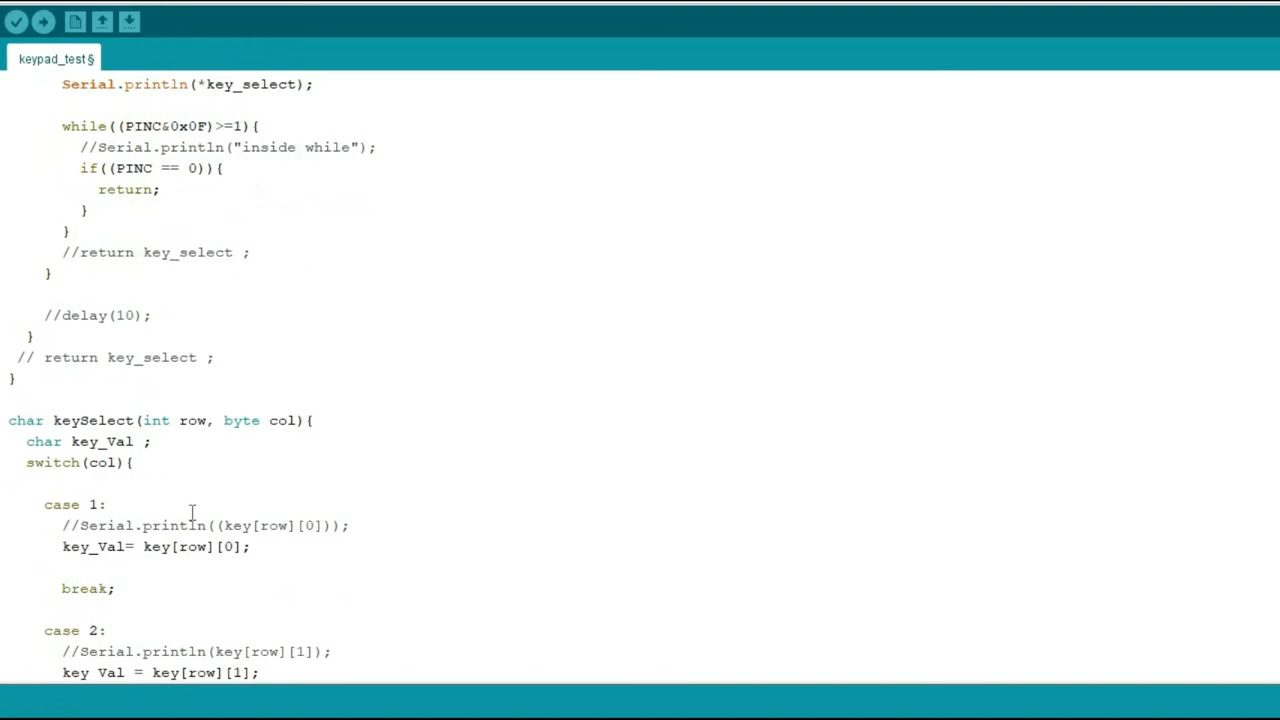 keypad_test§
Serial.println(*key_select);
while((PINC&0x0F)>=1){
//Serial.println("inside while");
if((PINC == 0)){
return;
}
}
//return key_select ;
}
//delay(10);
}
// return key_select ;
}
char keySelect(int row, byte col){
char key_Val ;
switch(col){
case 1:
//Serial.println((key[row][0]));
key_Val= key[row][0];
break;
case 2:
//Serial.println(key[row][1]);
key_Val = key[row][1];